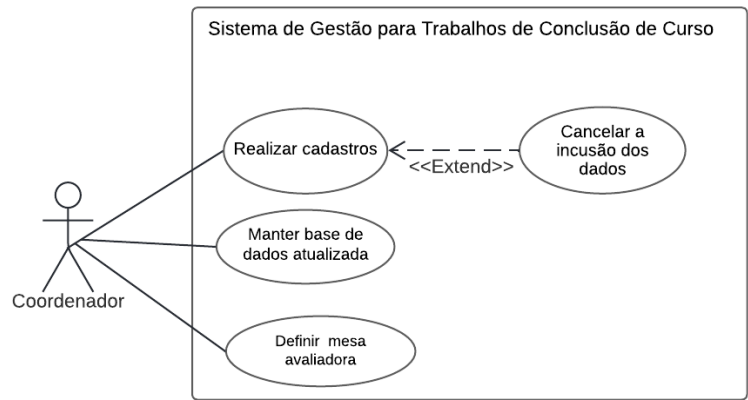 Sistema de Gestão para Trabalhos de Conclusão de Curso
Realizar cadastros
<<Extend>>
Cancelar a
incusão dos
dados
Manter base de
dados atualizada
Coordenador
Definir mesa
avaliadora